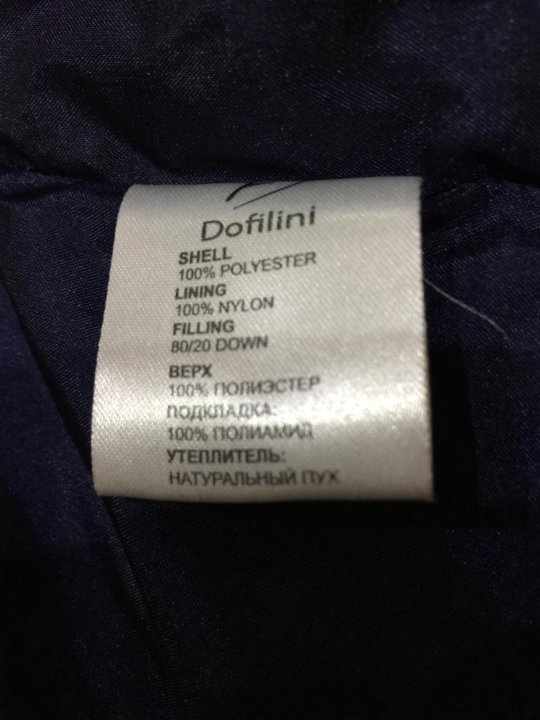 Dofilini
SHELL
100% POLYESTER
LINING
100% NYLON
FILLING
80/20 DOWN
ВЕРХ
100% ПОЛИЭСТЕР
ПОДКЛАДКА:
100% ПОЛИАМИД
УТЕПЛИТЕЛЬ:
НАТУРАЛЬНЫЙ ПУХ